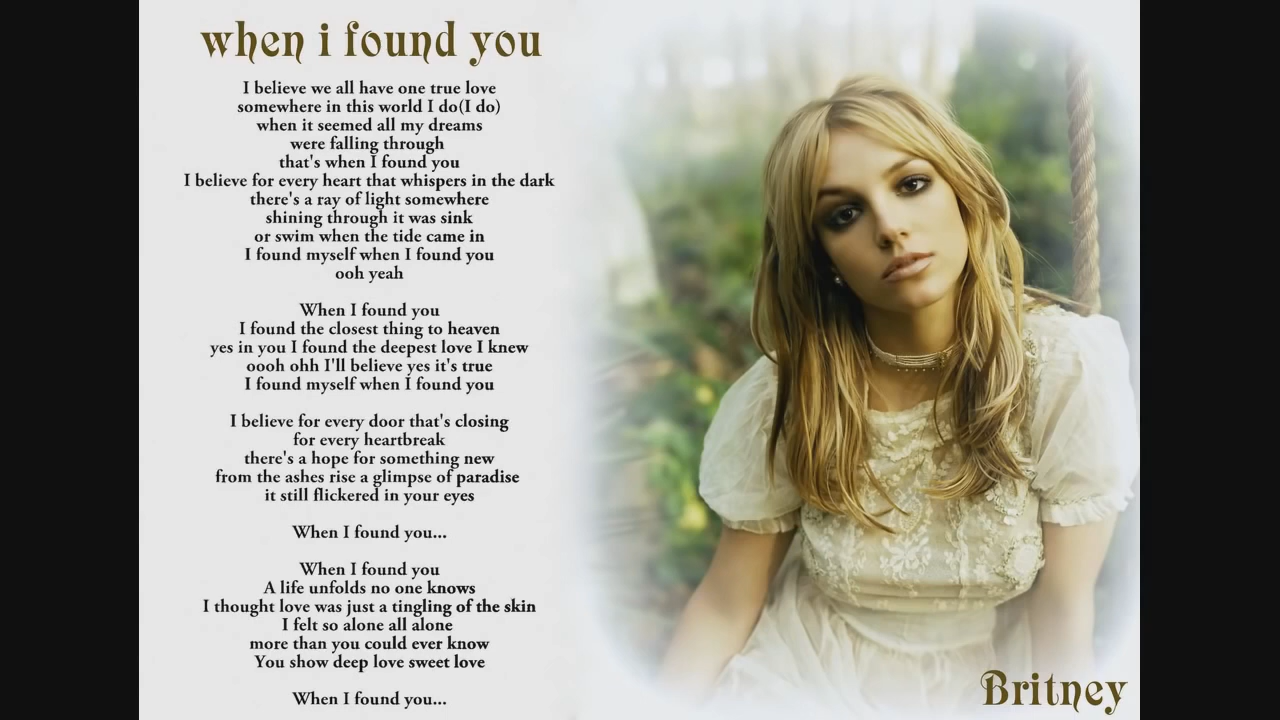 when i found you
I believe we all have one true love
somewhere in this world I do(I do)
when it seemed all my dreams
were falling through
that's when I found you
I believe for every heart that whispers in the dark
there's a ray of light somewhere
shining through it was sink
or swim when the tide came in
I found myself when I found you
ooh yeah
When I found you
I found the closest thing to heaven
yes in you I found the deepest love I knew
oooh ohh I'll believe yes it's true
I found myself when I found you
I believe for every door that's closing
for every heartbreak
there's a hope for something new
from the ashes rise a glimpse of paradise
it still flickered in your eyes
When I found you...
When I found you
A life unfolds no one knows
I thought love was just a tingling of the skin
I felt so alone all alone
more than you could ever know
You show deep love sweet love
When I found you...
Britney